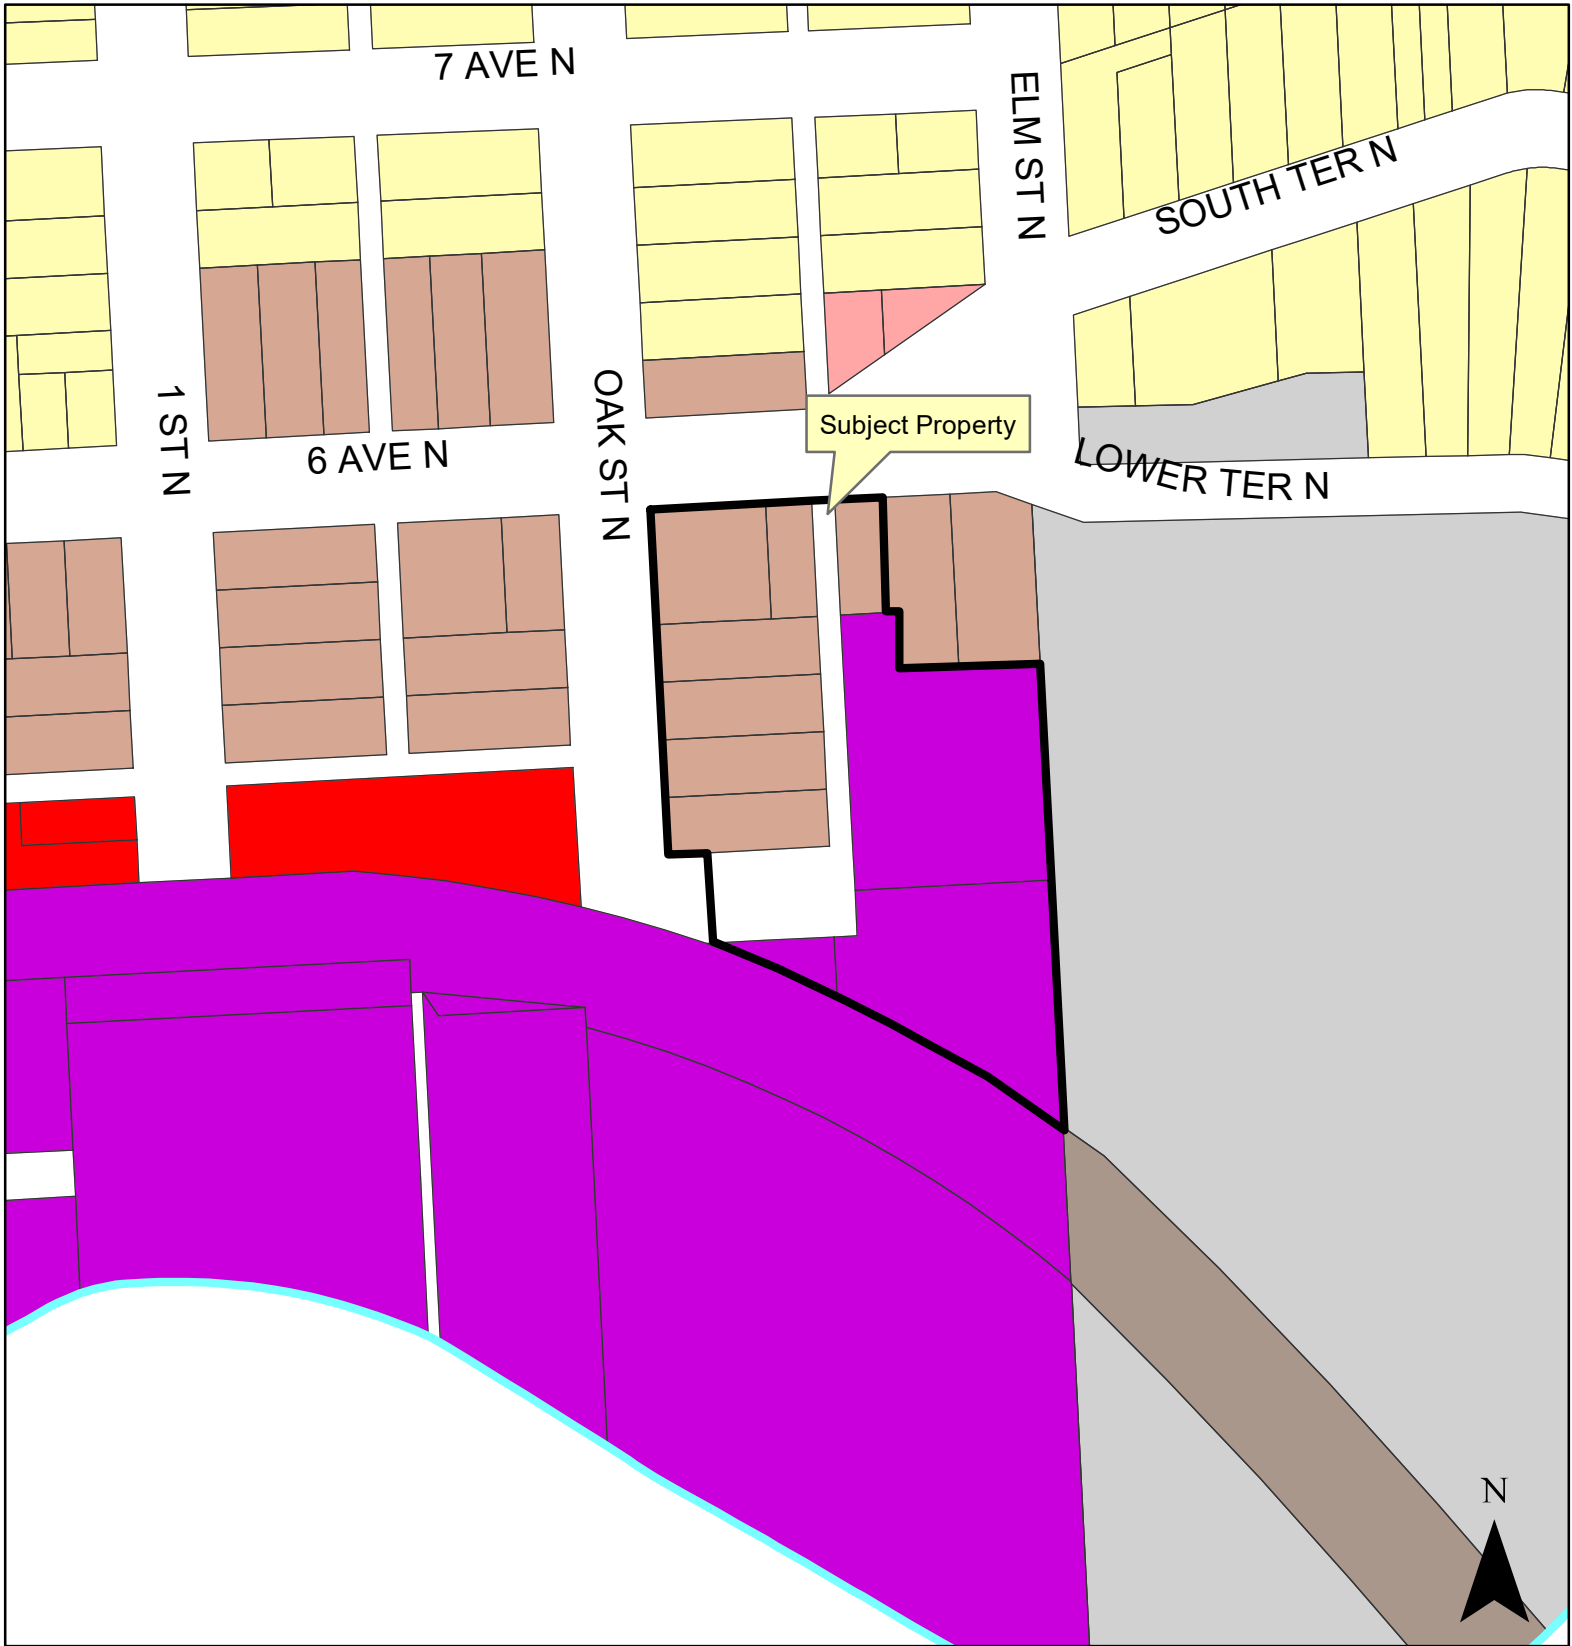 7 AVE N
ELM ST N
SOUTH TER N
1 ST N
OAK ST N
Subject Property
6 AVE N
LOWER TER N
N